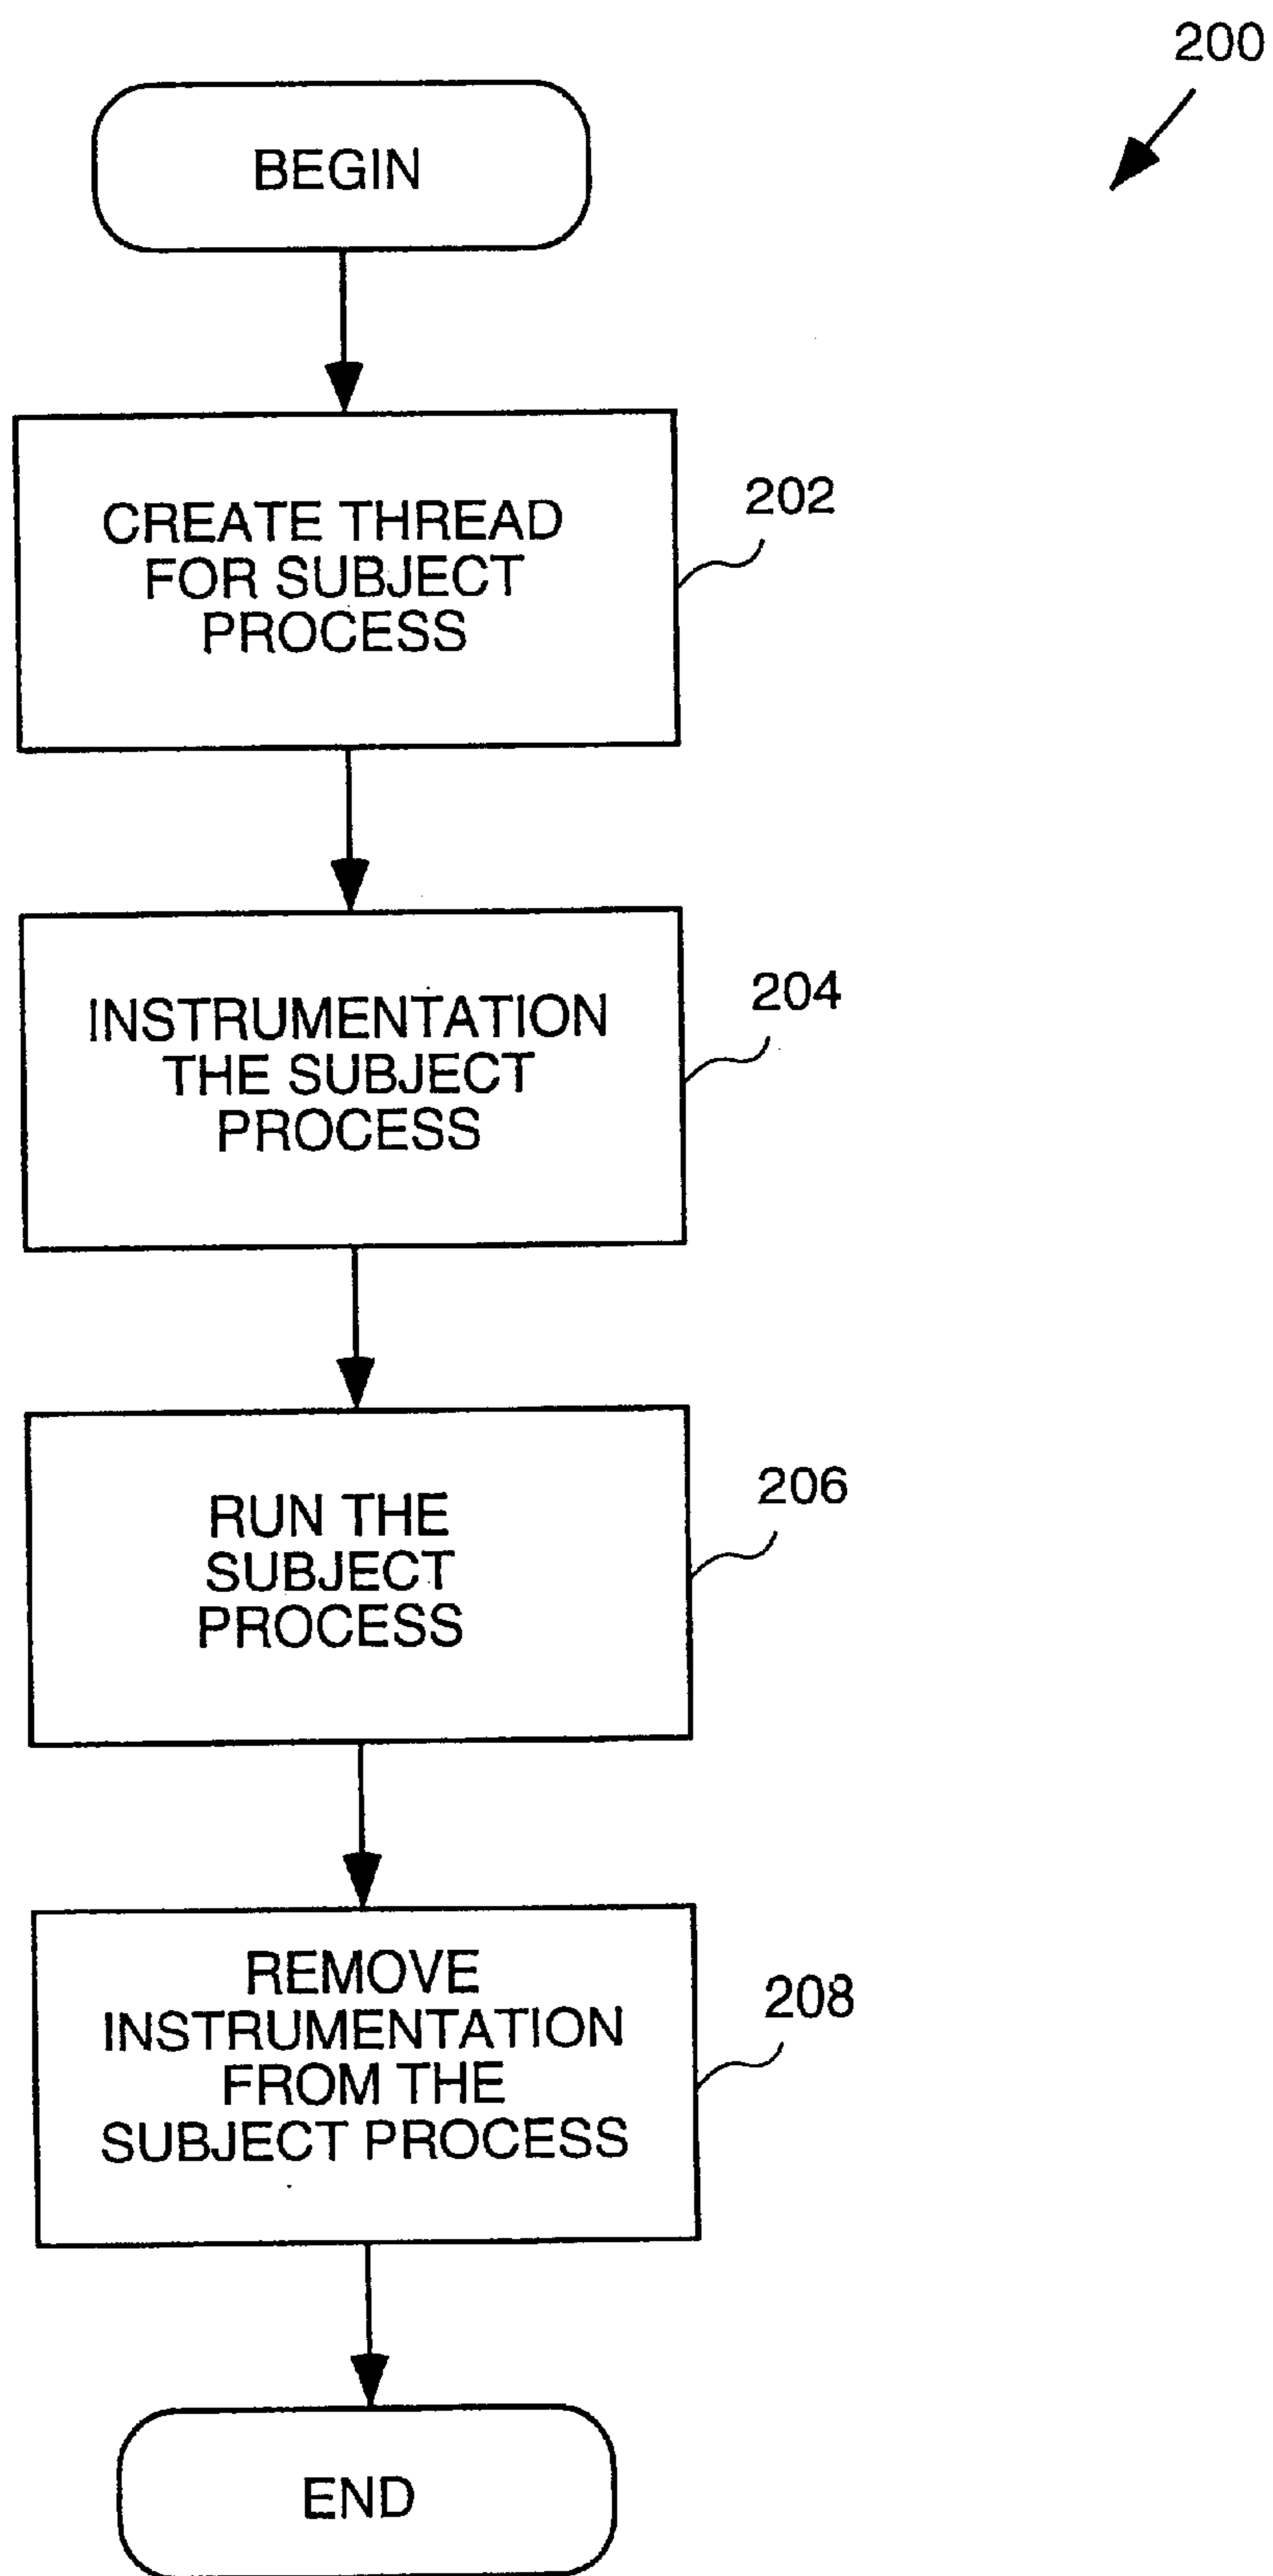 200
BEGIN
CREATE THREAD
FOR SUBJECT
PROCESS
202
INSTRUMENTATION
THE SUBJECT
PROCESS
204
RUN THE
SUBJECT
PROCESS
206
REMOVE
INSTRUMENTATION
FROM THE
SUBJECT PROCESS
208
END